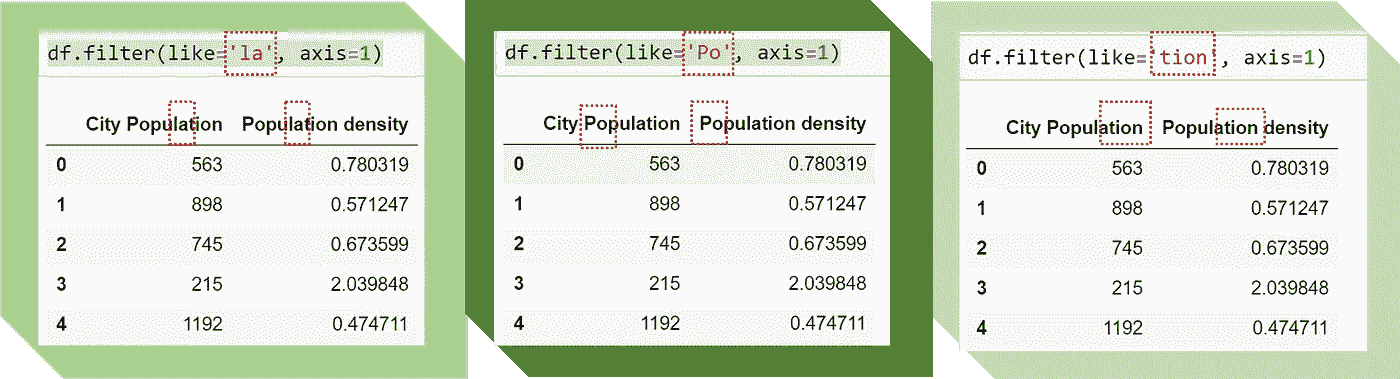 df.filter(like='la', axis=1)
City Population Population density
0 563 0.780319
1 898 0.571247
2 745 0.673599
3 215 2.039848
4 1192 0.474711
df.filter(like='Po', axis=1)
City Population Population density
0 563 0.780319
1 898 0.571247
2 745 0.673599
3 215 2.039848
4 1192 0.474711
df.filter(like='tion', axis=1)
City Population Population density
0 563 0.780319
1 898 0.571247
2 745 0.673599
3 215 2.039848
4 1192 0.474711